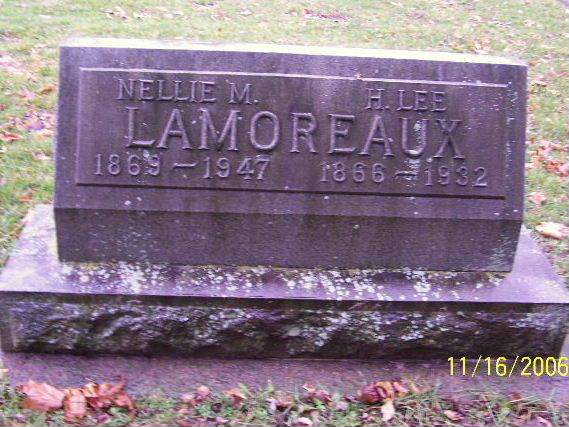 NELLIE M. H. LEE
LAMOREAUX
1869 – 1947 1866 – 1932
11/16/2006